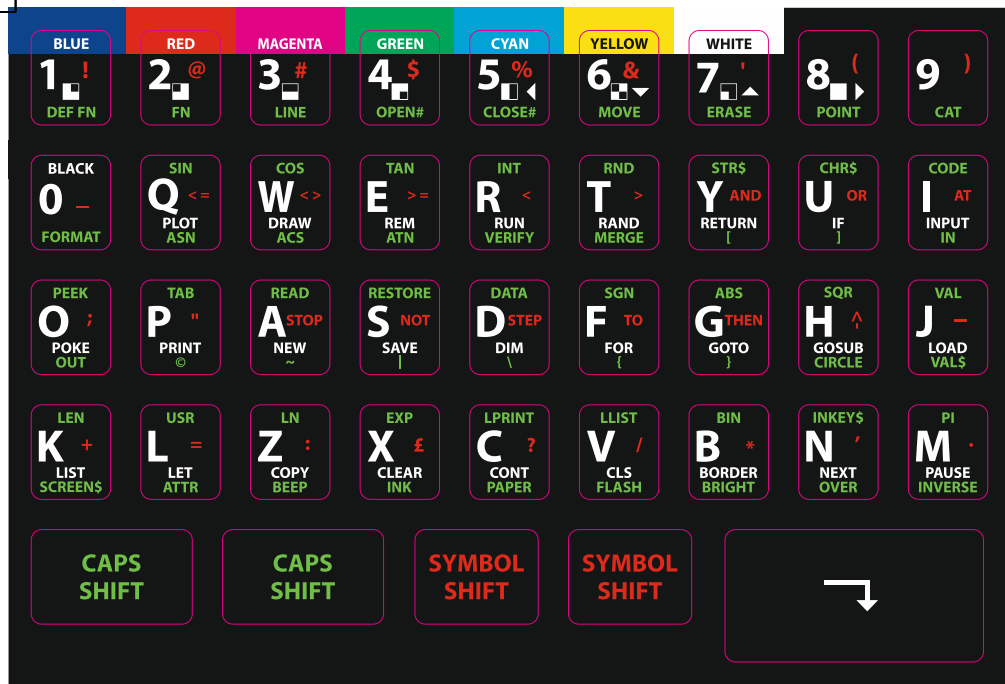 BLUE RED MAGENTA GREEN CYAN YELLOW WHITE
1 ! 2 @ 3 # 4 $ 5 % 6 & 7 ' 8 ( 9 )
DEF FN FN LINE OPEN# CLOSE# MOVE ERASE POINT CAT
BLACK SIN COS TAN INT RND STR$ CHR$ CODE
0 _ Q <= W <> E >= R < T > Y AND U OR I AT
PLOT DRAW REM RUN RAND RETURN IF INPUT
FORMAT ASN ACS ATN VERIFY MERGE [ ] IN
PEEK TAB READ RESTORE DATA SGN ABS SQR VAL
O ; P " A STOP S NOT D STEP F TO G THEN H ^ J −
POKE PRINT NEW SAVE DIM FOR GOTO GOSUB LOAD
OUT © ~ | \ { } CIRCLE VAL$
LEN USR LN EXP LPRINT LLIST BIN INKEY$ PI
K + L = Z : X £ C ? V / B * N ' M .
LIST LET COPY CLEAR CONT CLS BORDER NEXT PAUSE
SCREEN$ ATTR BEEP INK PAPER FLASH BRIGHT OVER INVERSE
CAPS CAPS SYMBOL SYMBOL
SHIFT SHIFT SHIFT SHIFT